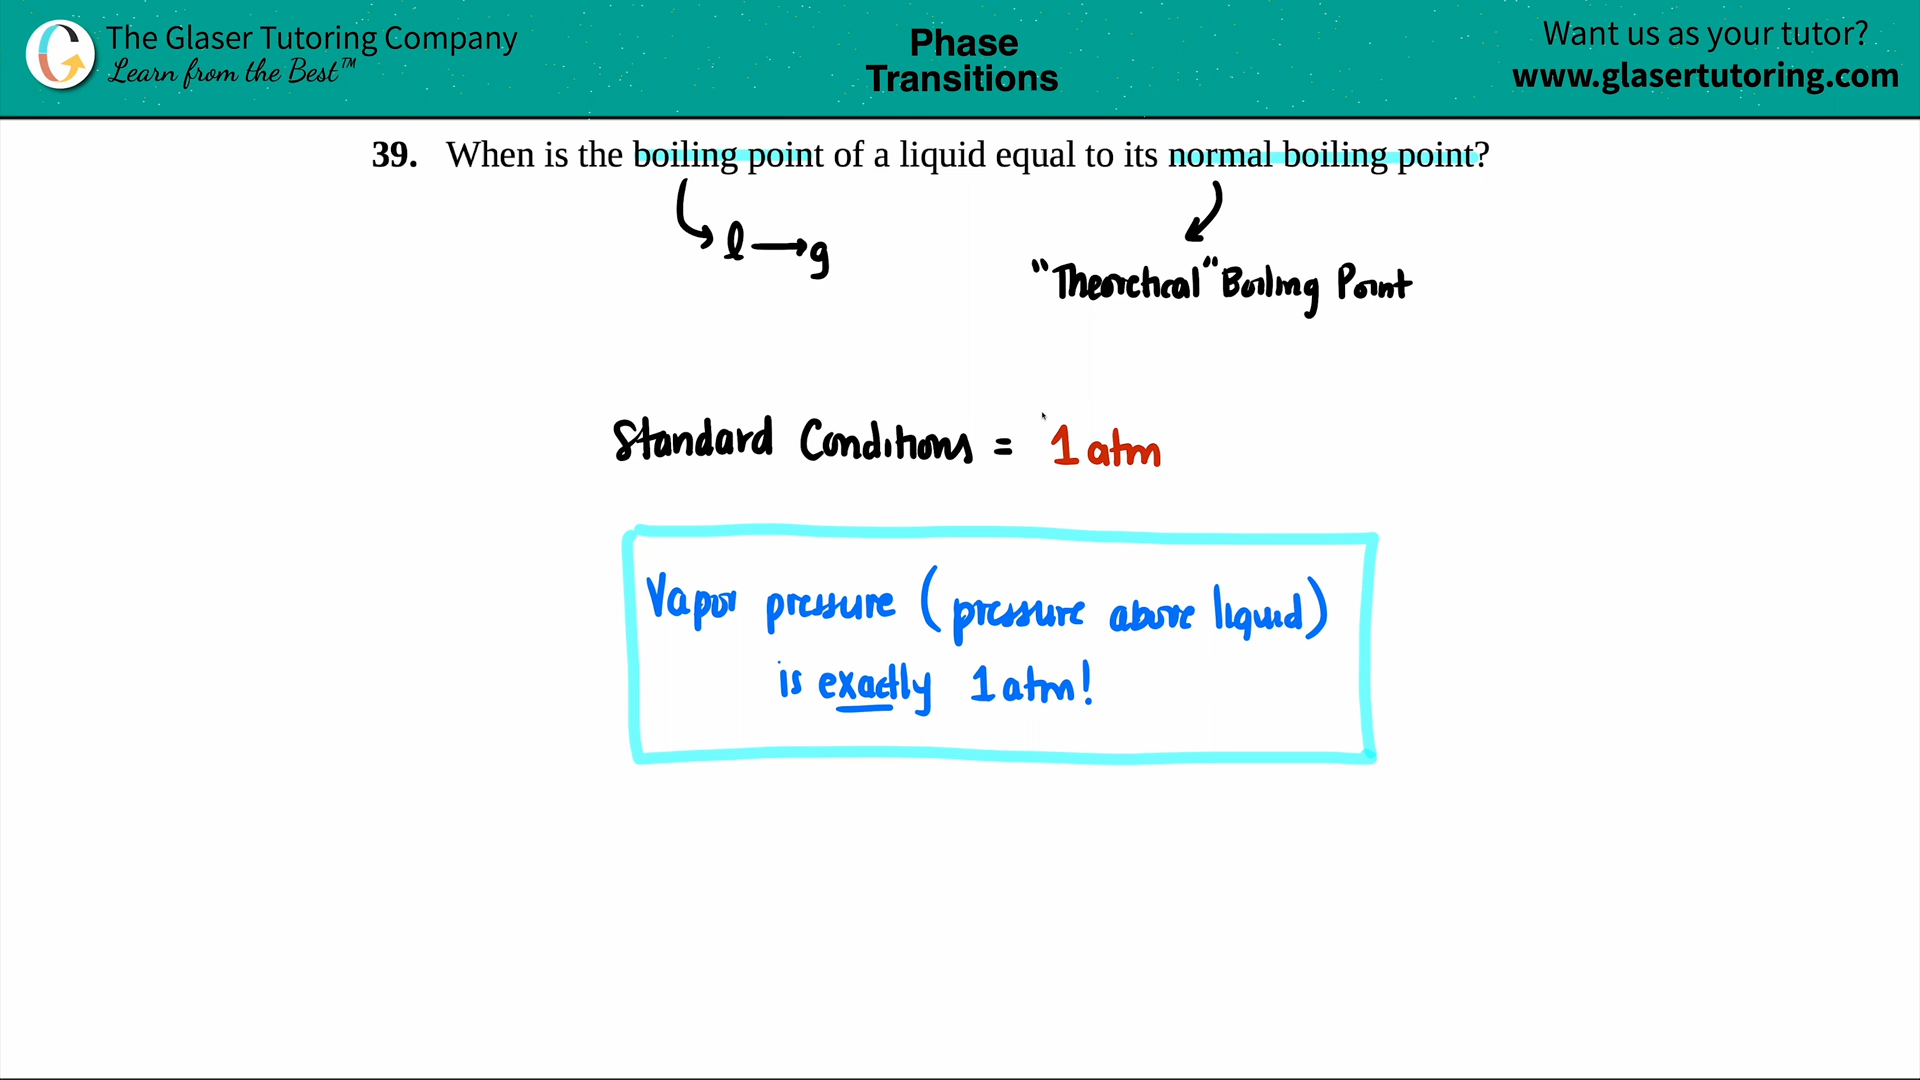 The Glaser Tutoring Company
Learn from the Best™
Phase
Transitions
Want us as your tutor?
www.glasertutoring.com
39. When is the boiling point of a liquid equal to its normal boiling point?
l → g
"Theoretical" Boiling Point
Standard Conditions = 1 atm
Vapor pressure (pressure above liquid)
is exactly 1 atm!